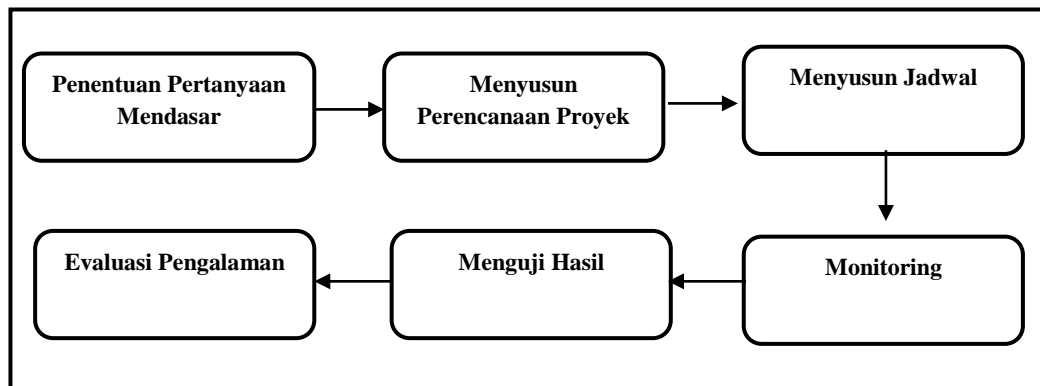 Penentuan Pertanyaan
Mendasar
Menyusun
Perencanaan Proyek
Menyusun Jadwal
Monitoring
Menguji Hasil
Evaluasi Pengalaman